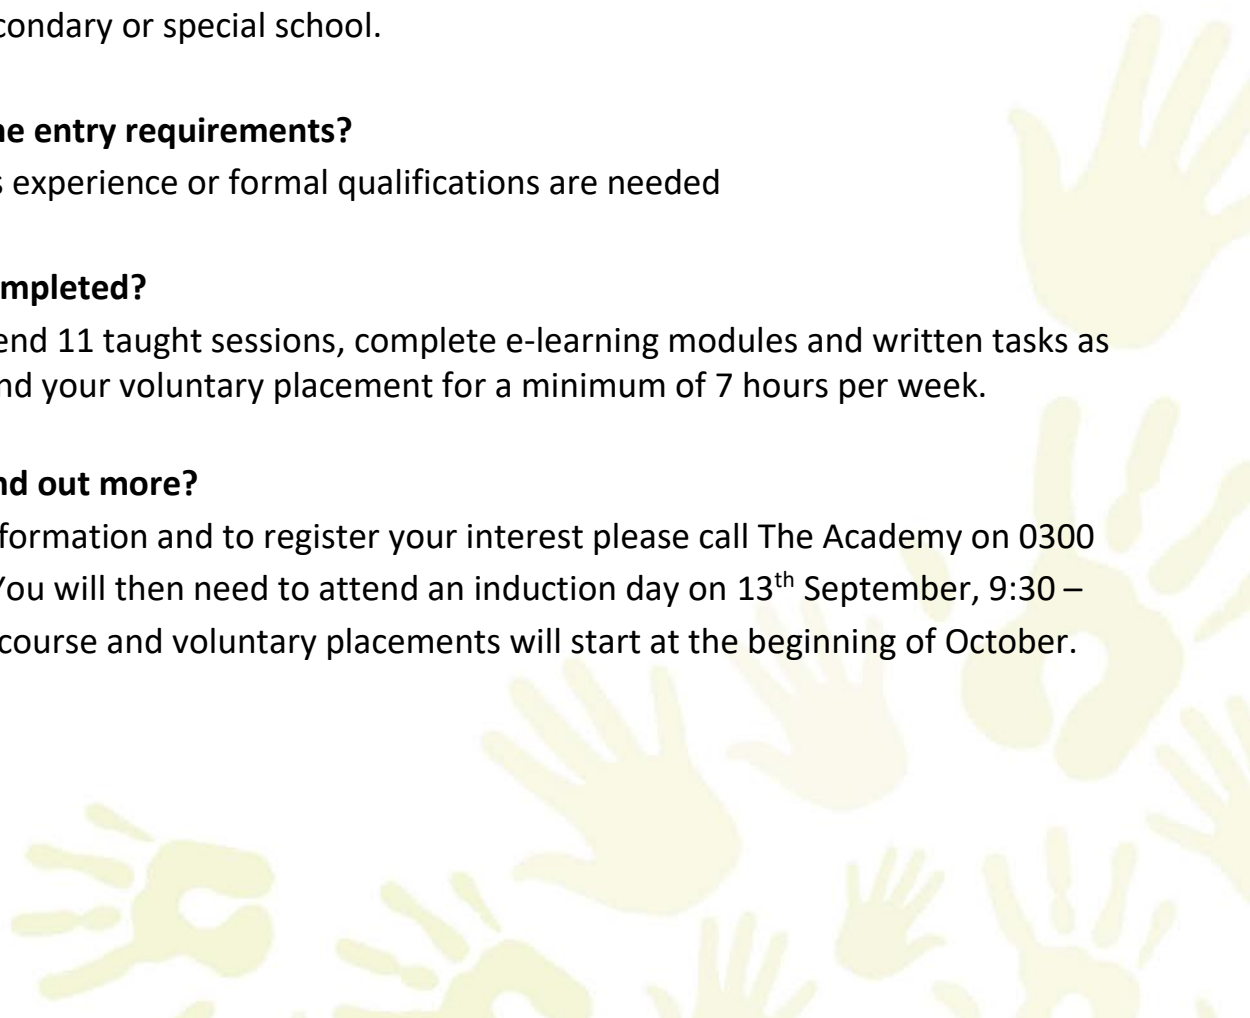 condary or special school.
ne entry requirements?
s experience or formal qualifications are needed
mpleted?
end 11 taught sessions, complete e-learning modules and written tasks as
nd your voluntary placement for a minimum of 7 hours per week.
nd out more?
formation and to register your interest please call The Academy on 0300
You will then need to attend an induction day on 13th September, 9:30 –
course and voluntary placements will start at the beginning of October.